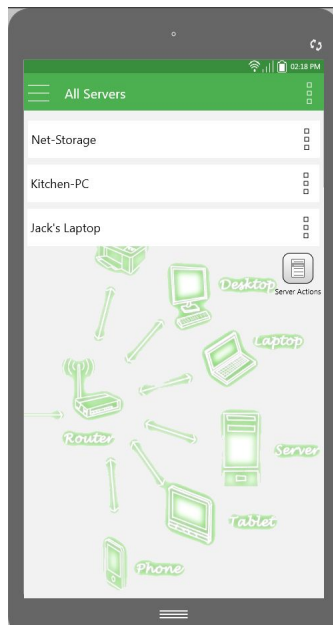 02:18 PM
All Servers
Net-Storage
Kitchen-PC
Jack's Laptop
Desktop
Server Actions
Laptop
Router
Server
Tablet
Phone